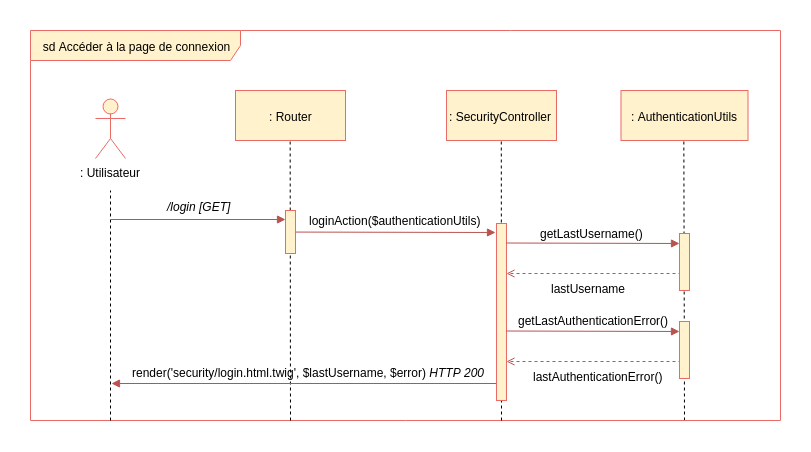 sd Accéder à la page de connexion
: Router
: SecurityController
: AuthenticationUtils
: Utilisateur
/login [GET]
loginAction($authenticationUtils)
getLastUsername()
lastUsername
getLastAuthenticationError()
render('security/login.html.twig', $lastUsername, $error) HTTP 200
lastAuthenticationError()